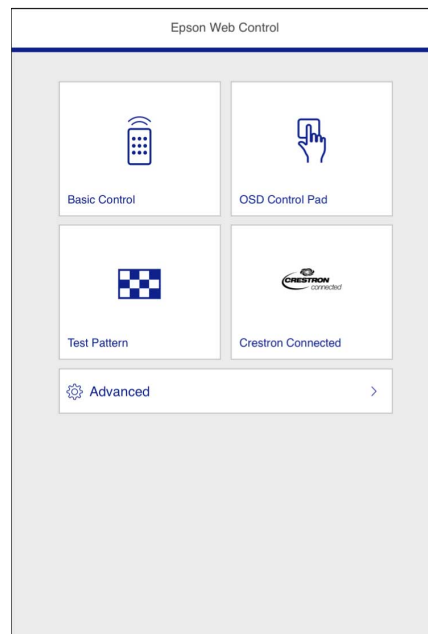 Epson Web Control
Basic Control
OSD Control Pad
CRESTRON
connected
Test Pattern
Crestron Connected
Advanced